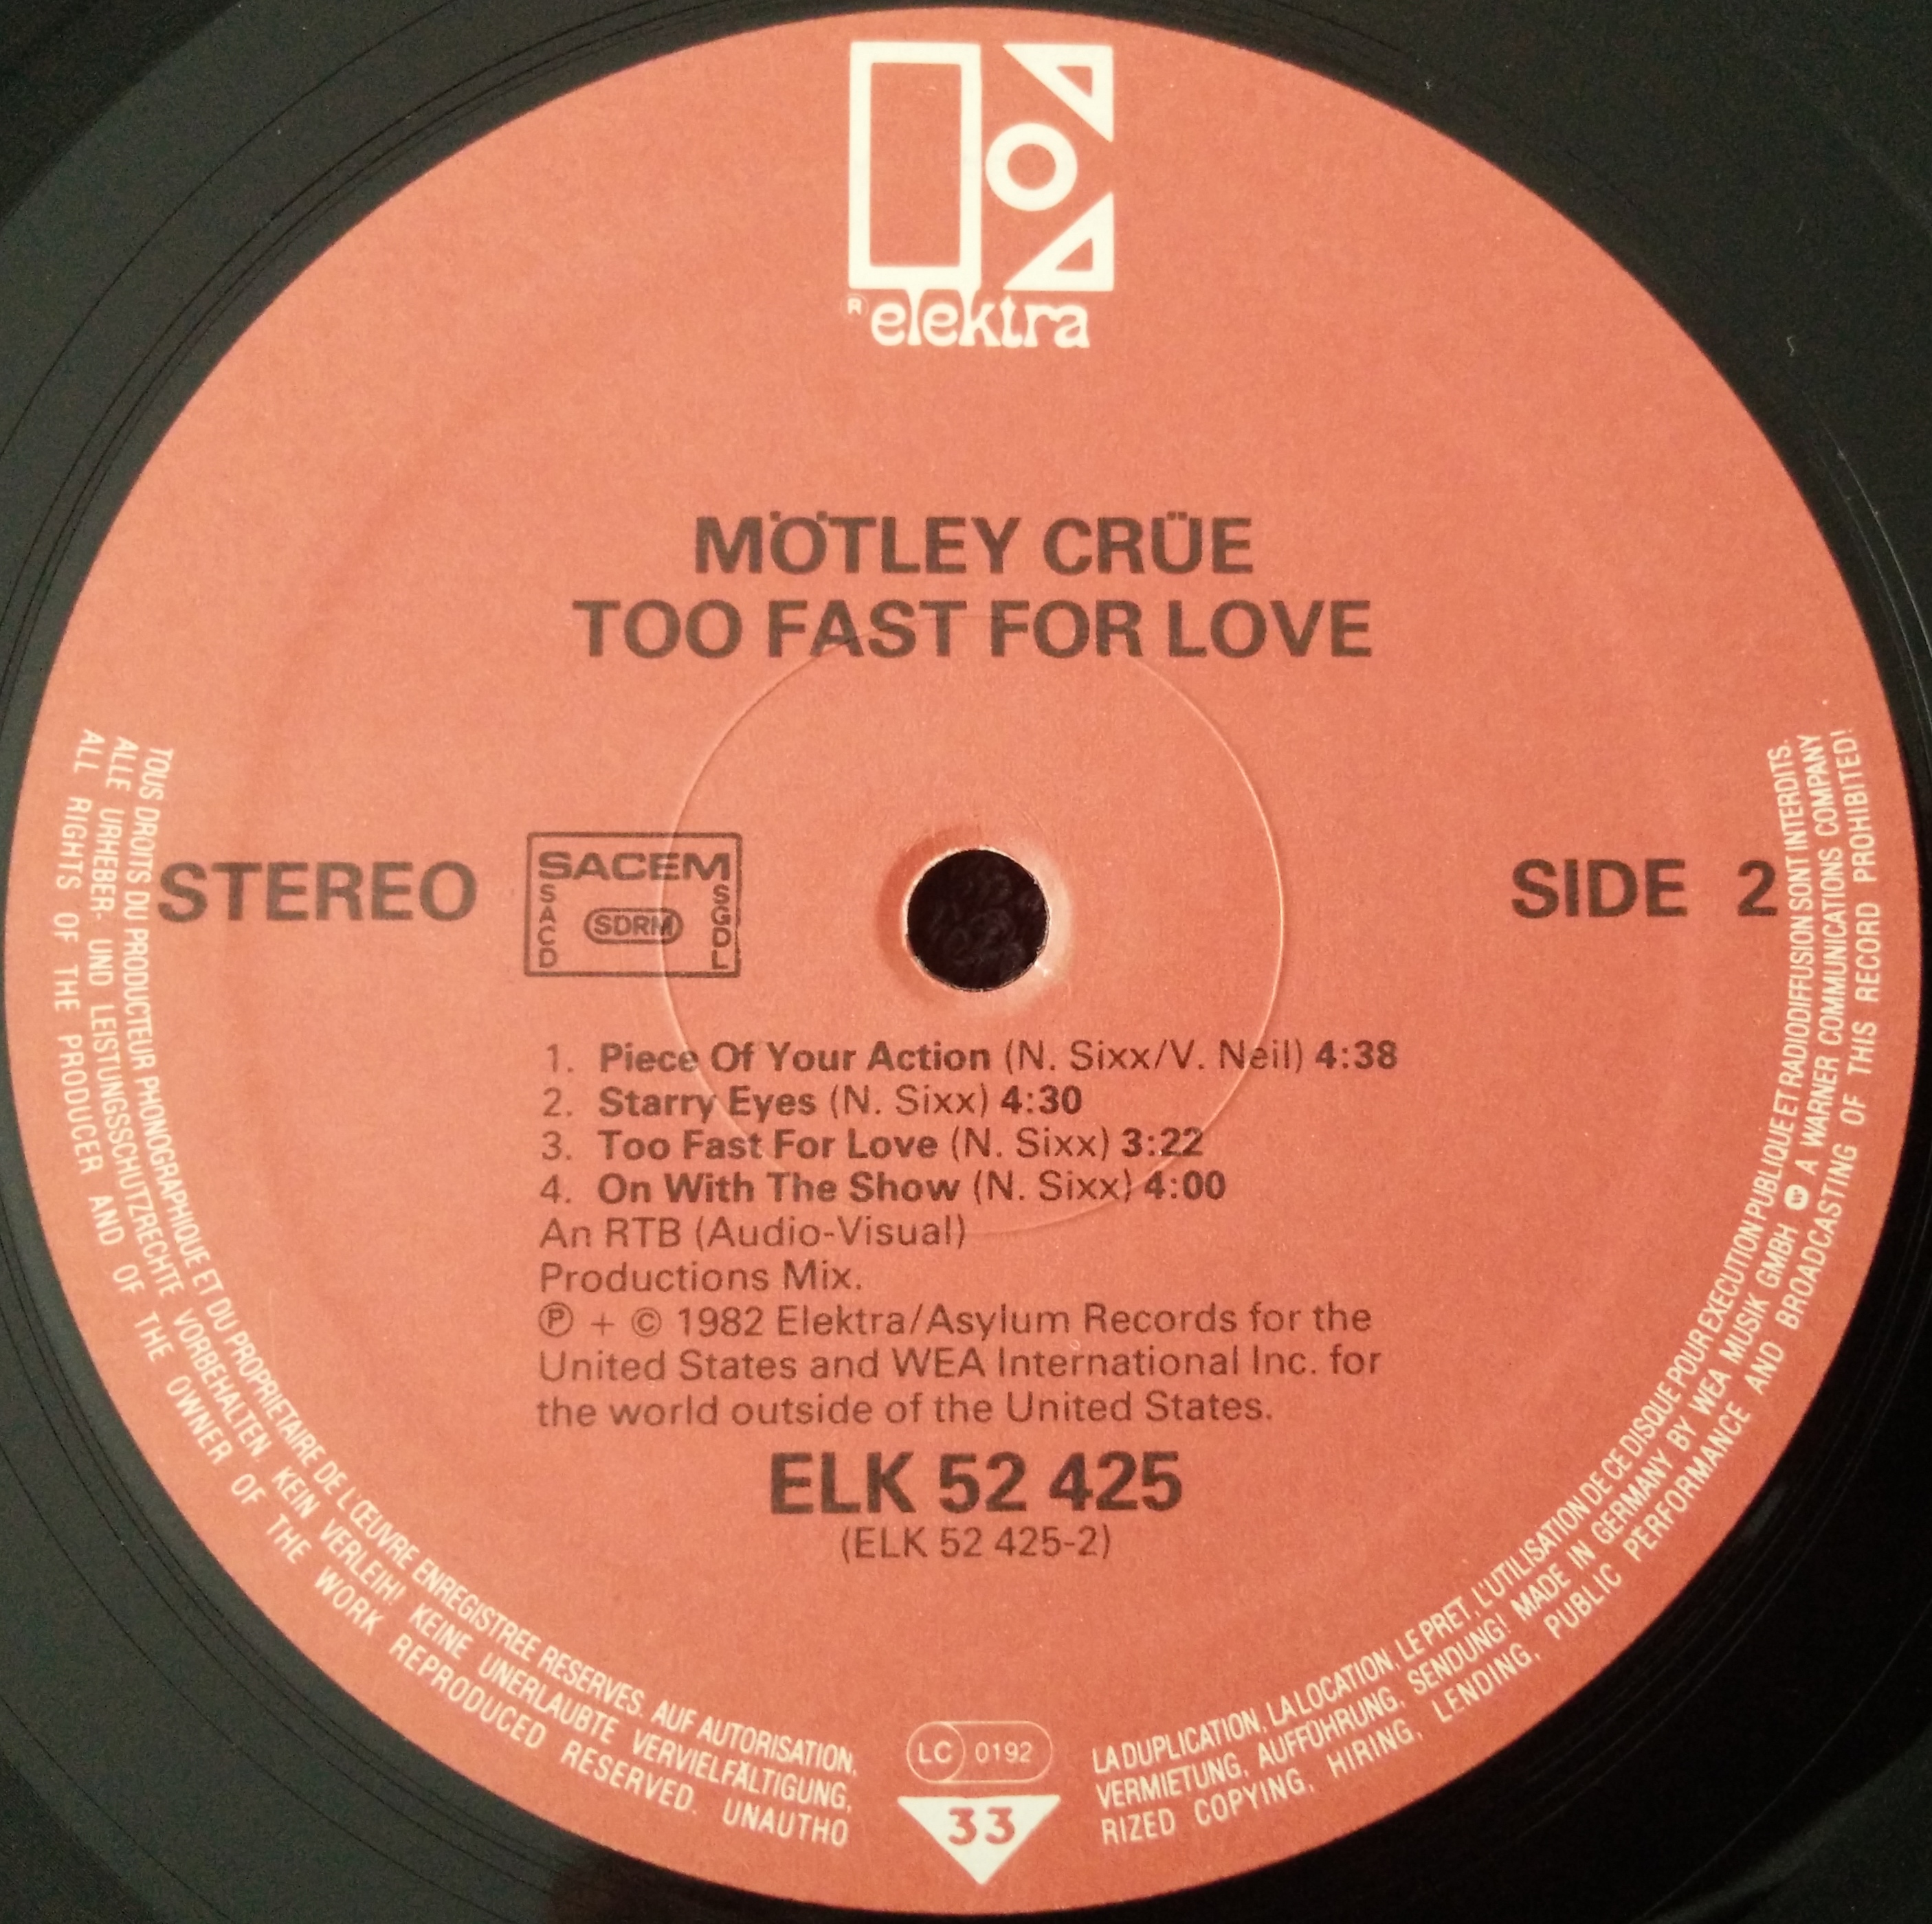 ® elektra
MÖTLEY CRÜE
TOO FAST FOR LOVE
STEREO
SACEM
SACD
SDRM
SGDL
SIDE 2
1. Piece Of Your Action (N. Sixx/V. Neil) 4:38
2. Starry Eyes (N. Sixx) 4:30
3. Too Fast For Love (N. Sixx) 3:22
4. On With The Show (N. Sixx) 4:00
An RTB (Audio-Visual)
Productions Mix.
℗ + © 1982 Elektra/Asylum Records for the
United States and WEA International Inc. for
the world outside of the United States.
ELK 52 425
(ELK 52 425-2)
TOUS DROITS DU PRODUCTEUR PHONOGRAPHIQUE ET DU PROPRIETAIRE DE L'ŒUVRE ENREGISTREE RESERVES. AUF AUTORISATION, LA DUPLICATION, LA LOCATION, LE PRET, L'UTILISATION DE CE DISQUE POUR EXECUTION PUBLIQUE ET RADIODIFFUSION SONT INTERDITS.
ALLE URHEBER- UND LEISTUNGSSCHUTZRECHTE VORBEHALTEN. KEIN VERLEIH! KEINE UNERLAUBTE VERVIELFÄLTIGUNG, VERMIETUNG, AUFFÜHRUNG, SENDUNG! MADE IN GERMANY BY WEA MUSIK GMBH A WARNER COMMUNICATIONS COMPANY
ALL RIGHTS OF THE PRODUCER AND OF THE OWNER OF THE WORK REPRODUCED RESERVED. UNAUTHORIZED COPYING, HIRING, LENDING, PUBLIC PERFORMANCE AND BROADCASTING OF THIS RECORD PROHIBITED!
LC 0192
33